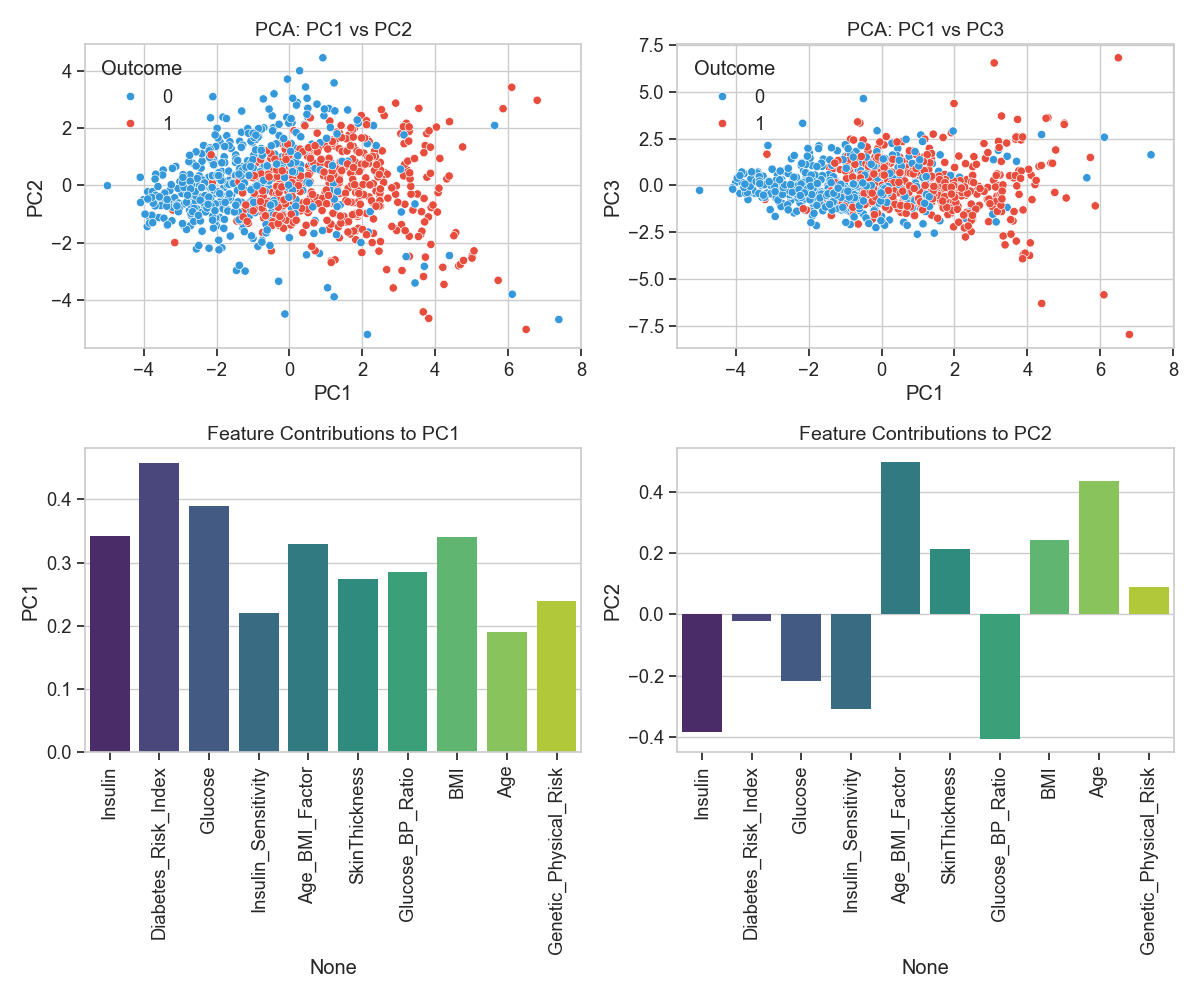 PCA: PC1 vs PC2
PC2
4
2
0
−2
−4
Outcome
0
1
−4
−2
0
2
4
6
8
PC1
PCA: PC1 vs PC3
PC3
7.5
5.0
2.5
0.0
−2.5
−5.0
−7.5
Outcome
0
1
−4
−2
0
2
4
6
8
PC1
Feature Contributions to PC1
PC1
0.4
0.3
0.2
0.1
0.0
Insulin
Diabetes_Risk_Index
Glucose
Insulin_Sensitivity
Age_BMI_Factor
SkinThickness
Glucose_BP_Ratio
BMI
Age
Genetic_Physical_Risk
None
Feature Contributions to PC2
PC2
0.4
0.2
0.0
−0.2
−0.4
Insulin
Diabetes_Risk_Index
Glucose
Insulin_Sensitivity
Age_BMI_Factor
SkinThickness
Glucose_BP_Ratio
BMI
Age
Genetic_Physical_Risk
None